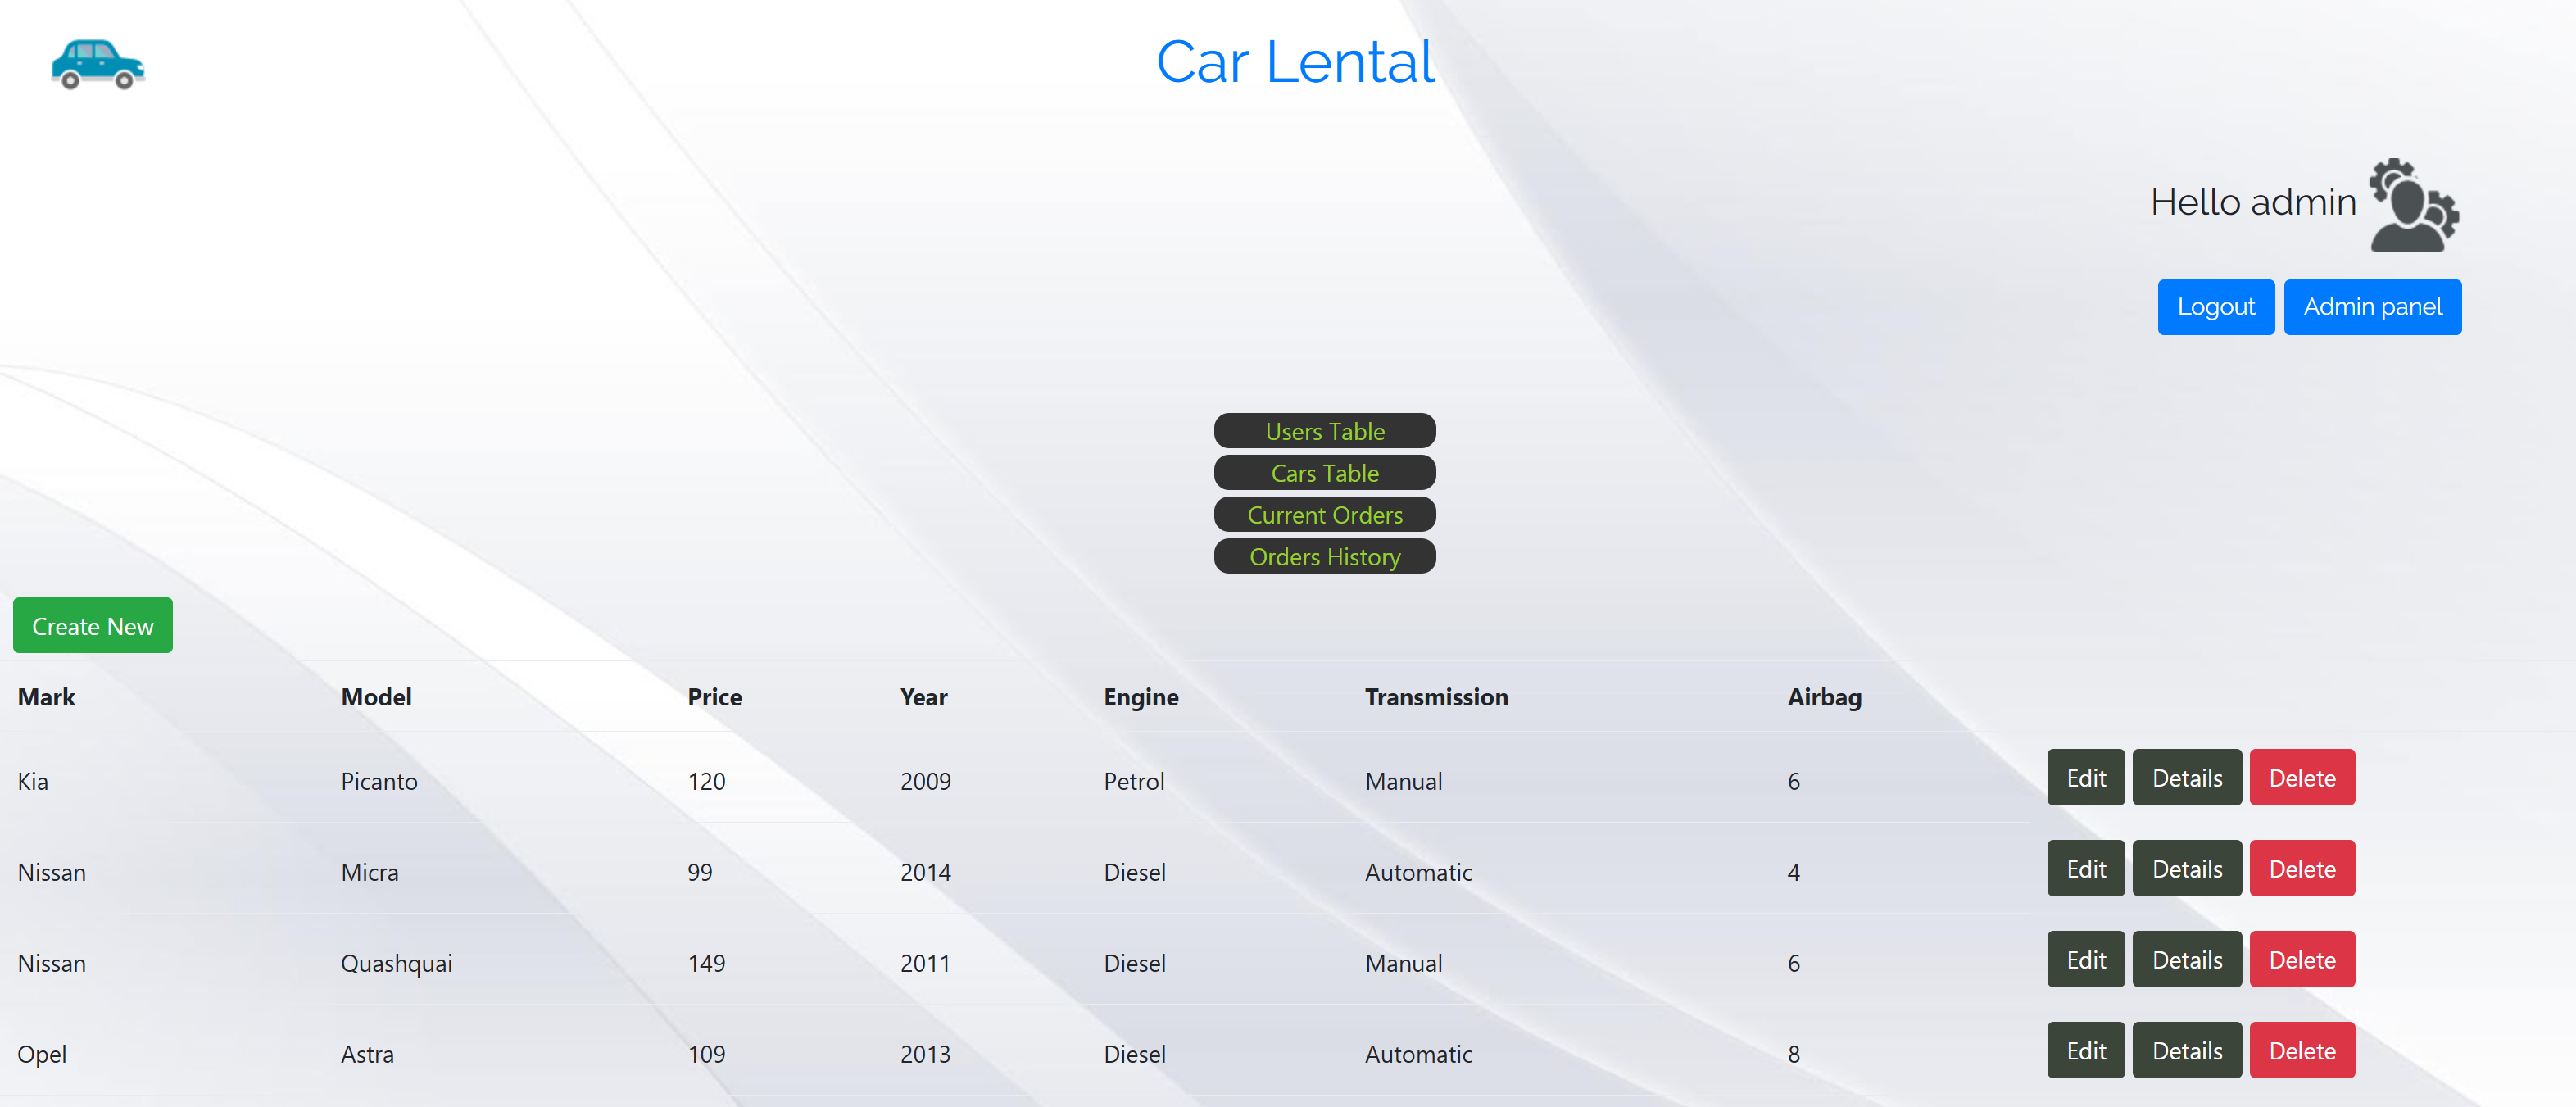 Car Lental
Hello admin
Logout Admin panel
Users Table
Cars Table
Current Orders
Orders History
Create New
Mark Model Price Year Engine Transmission Airbag
Kia Picanto 120 2009 Petrol Manual 6 Edit Details Delete
Nissan Micra 99 2014 Diesel Automatic 4 Edit Details Delete
Nissan Quashquai 149 2011 Diesel Manual 6 Edit Details Delete
Opel Astra 109 2013 Diesel Automatic 8 Edit Details Delete